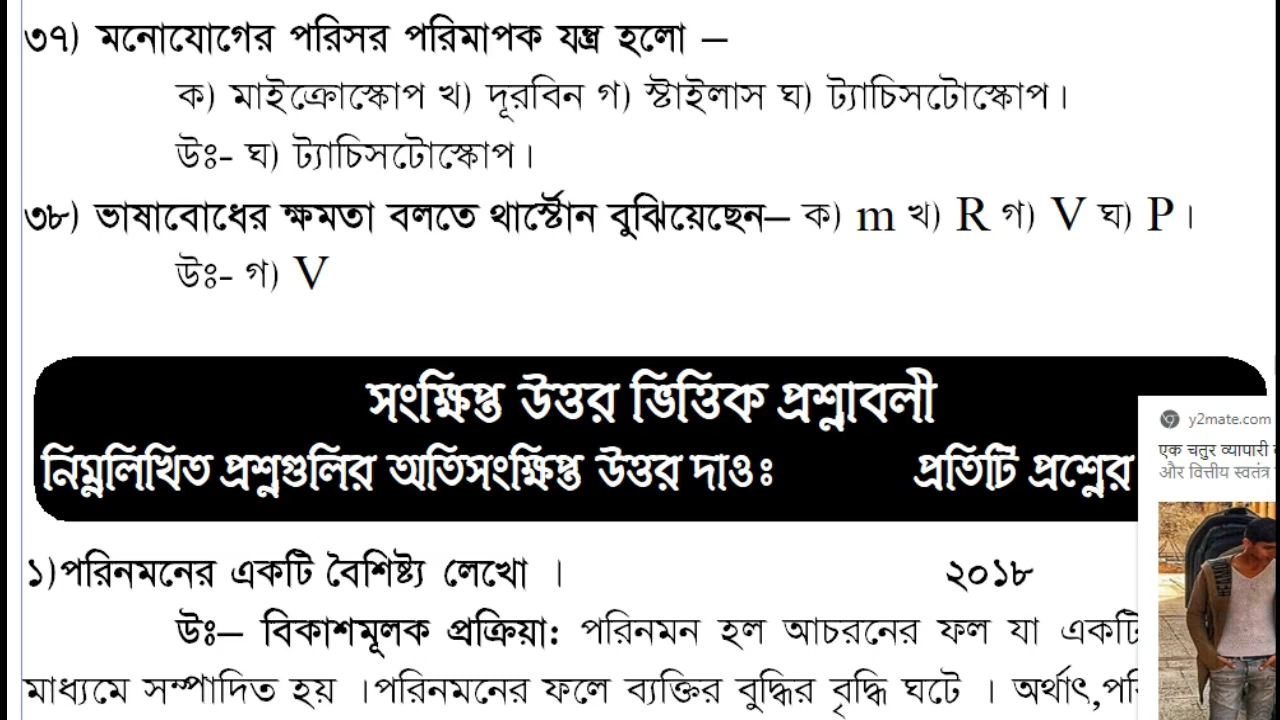 ৩৭) মনোযোগের পরিসর পরিমাপক যন্ত্র হলো –
ক) মাইক্রোস্কোপ খ) দূরবিন গ) স্টাইলাস ঘ) ট্যাচিসটোস্কোপ।
উঃ- ঘ) ট্যাচিসটোস্কোপ।
৩৮) ভাষাবোধের ক্ষমতা বলতে থার্স্টোন বুঝিয়েছেন– ক) m খ) R গ) V ঘ) P।
উঃ- গ) V
সংক্ষিপ্ত উত্তর ভিত্তিক প্রশ্নাবলী
নিম্নলিখিত প্রশ্নগুলির অতিসংক্ষিপ্ত উত্তর দাওঃ প্রতিটি প্রশ্নের
y2mate.com
एक चतुर व्यापारी
और वित्तीय स्वतंत्र
১)পরিনমনের একটি বৈশিষ্ট্য লেখো । ২০১৮
উঃ– বিকাশমূলক প্রক্রিয়া: পরিনমন হল আচরনের ফল যা একটি
মাধ্যমে সম্পাদিত হয় ।পরিনমনের ফলে ব্যক্তির বুদ্ধির বৃদ্ধি ঘটে । অর্থাৎ,